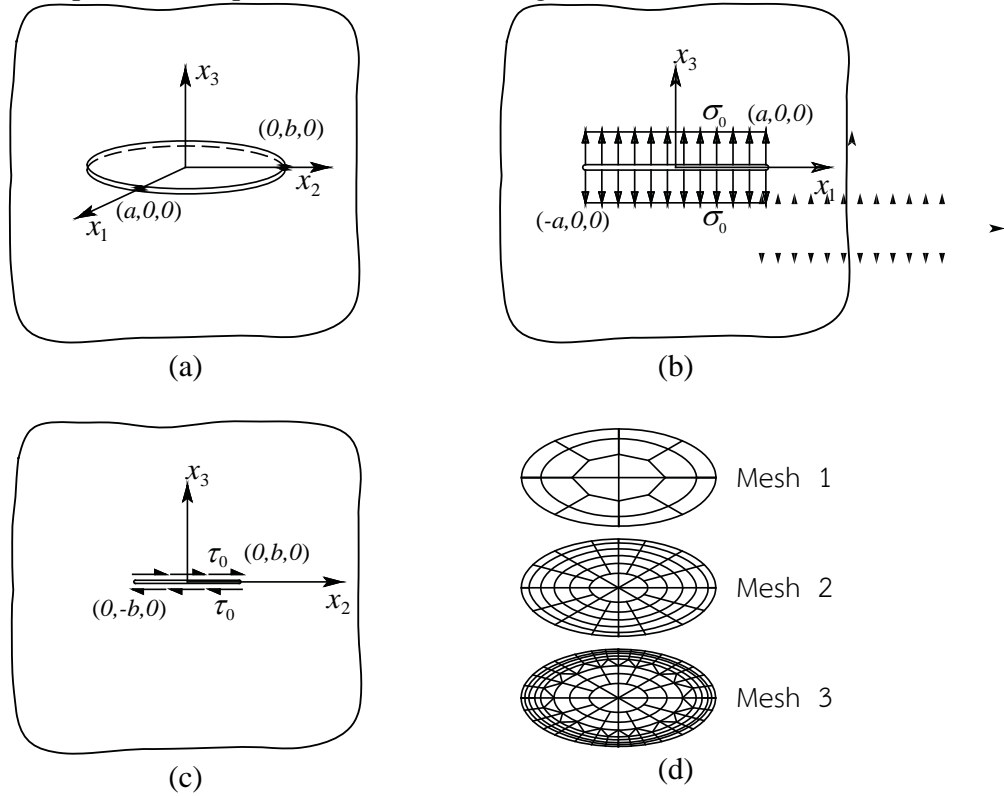 x₃
(0,b,0)
x₂
(a,0,0)
x₁
(a)
x₃
σ₀
(a,0,0)
x₁
(-a,0,0)
σ₀
(b)
x₃
τ₀
(0,b,0)
(0,-b,0)
τ₀
x₂
(c)
Mesh 1
Mesh 2
Mesh 3
(d)